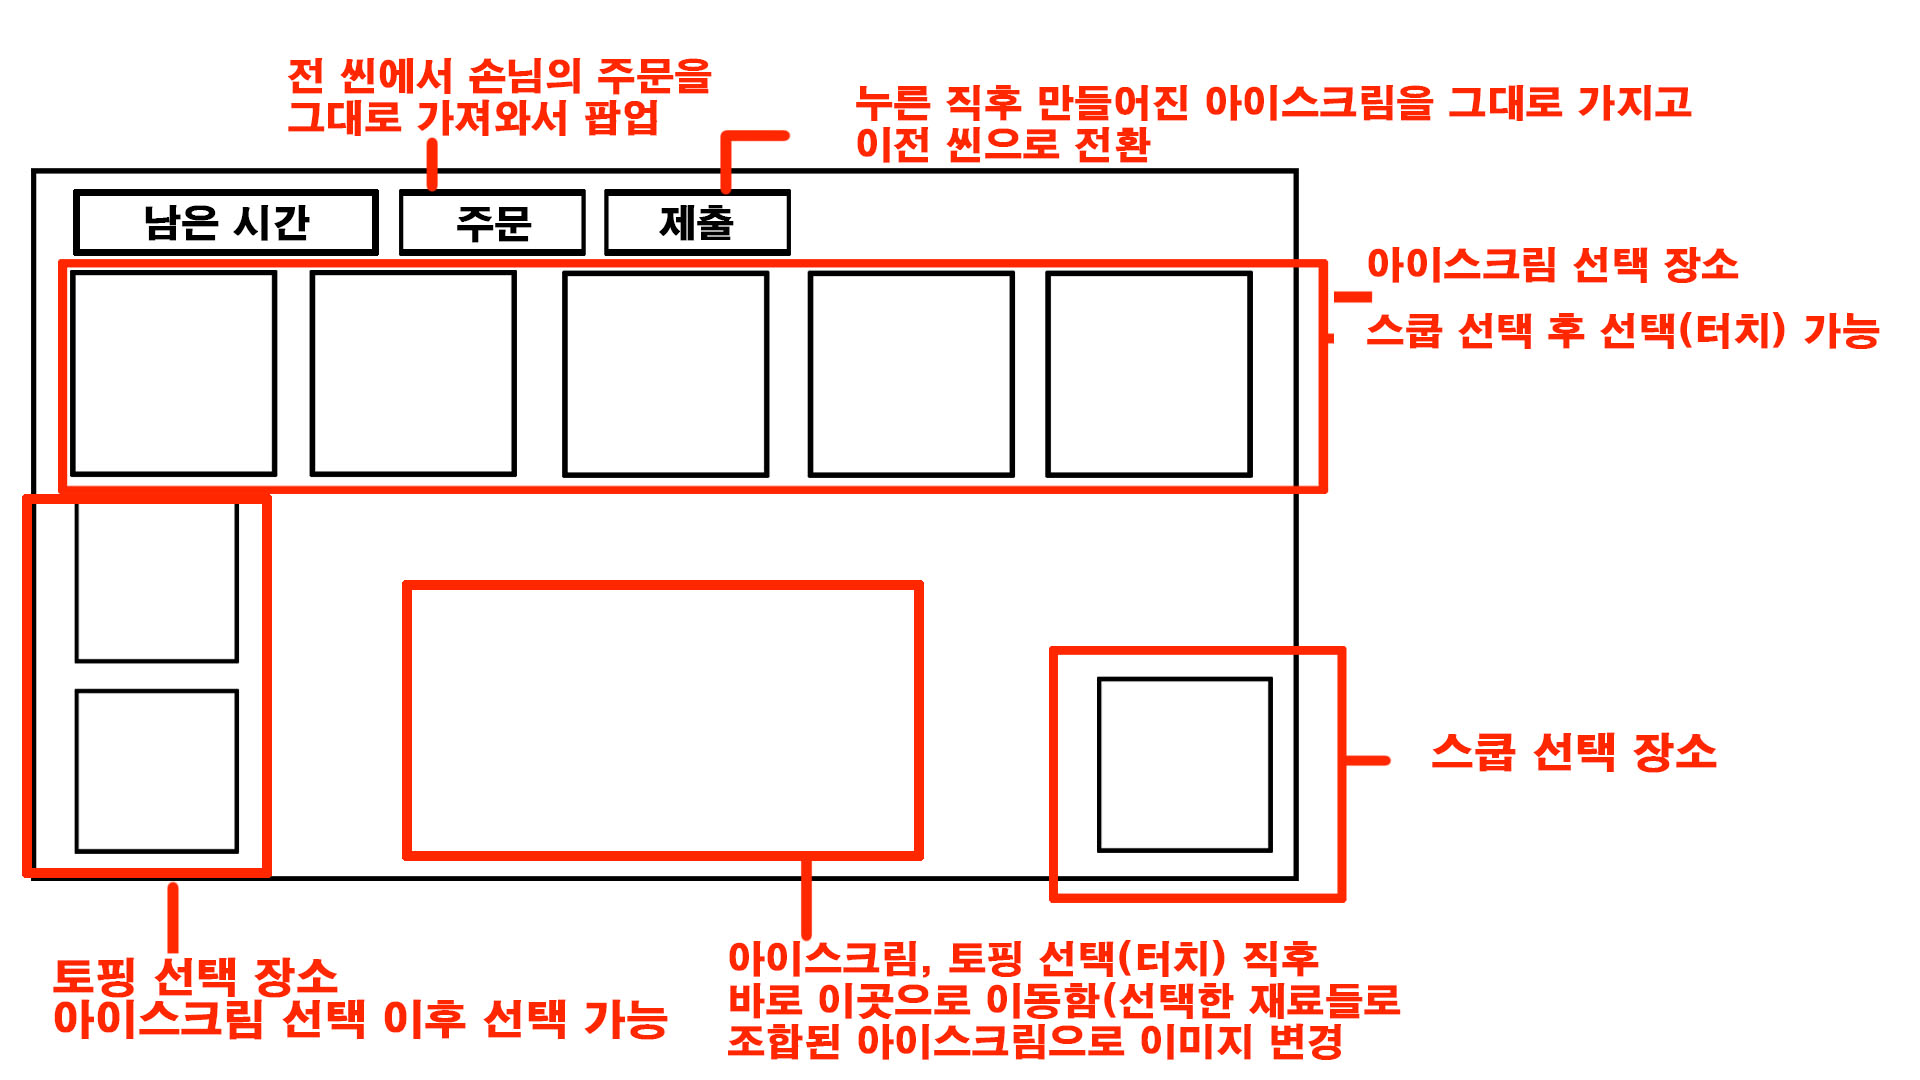 전 씬에서 손님의 주문을
그대로 가져와서 팝업
누른 직후 만들어진 아이스크림을 그대로 가지고
이전 씬으로 전환
남은 시간
주문
제출
아이스크림 선택 장소
스쿱 선택 후 선택(터치) 가능
스쿱 선택 장소
토핑 선택 장소
아이스크림 선택 이후 선택 가능
아이스크림, 토핑 선택(터치) 직후
바로 이곳으로 이동함(선택한 재료들로
조합된 아이스크림으로 이미지 변경